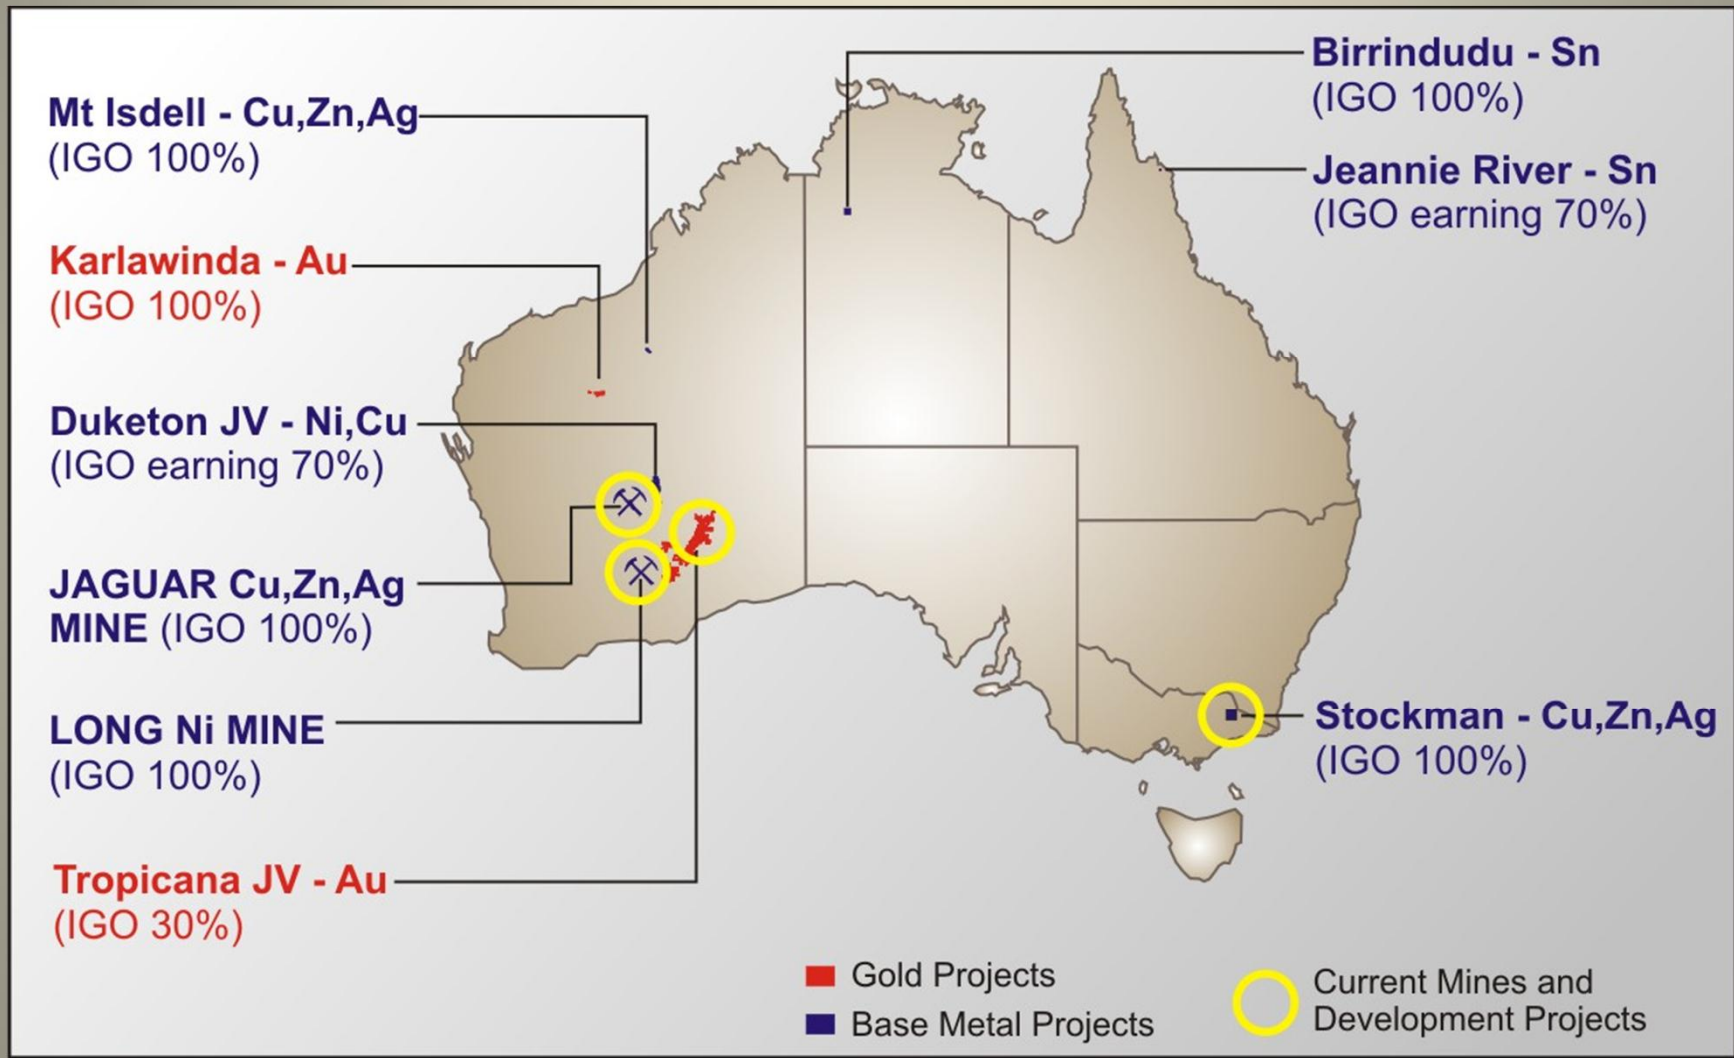 Mt Isdell - Cu,Zn,Ag
(IGO 100%)
Karlawinda - Au
(IGO 100%)
Duketon JV - Ni,Cu
(IGO earning 70%)
JAGUAR Cu,Zn,Ag
MINE (IGO 100%)
LONG Ni MINE
(IGO 100%)
Tropicana JV - Au
(IGO 30%)
Birrindudu - Sn
(IGO 100%)
Jeannie River - Sn
(IGO earning 70%)
Stockman - Cu,Zn,Ag
(IGO 100%)
Gold Projects
Base Metal Projects
Current Mines and
Development Projects